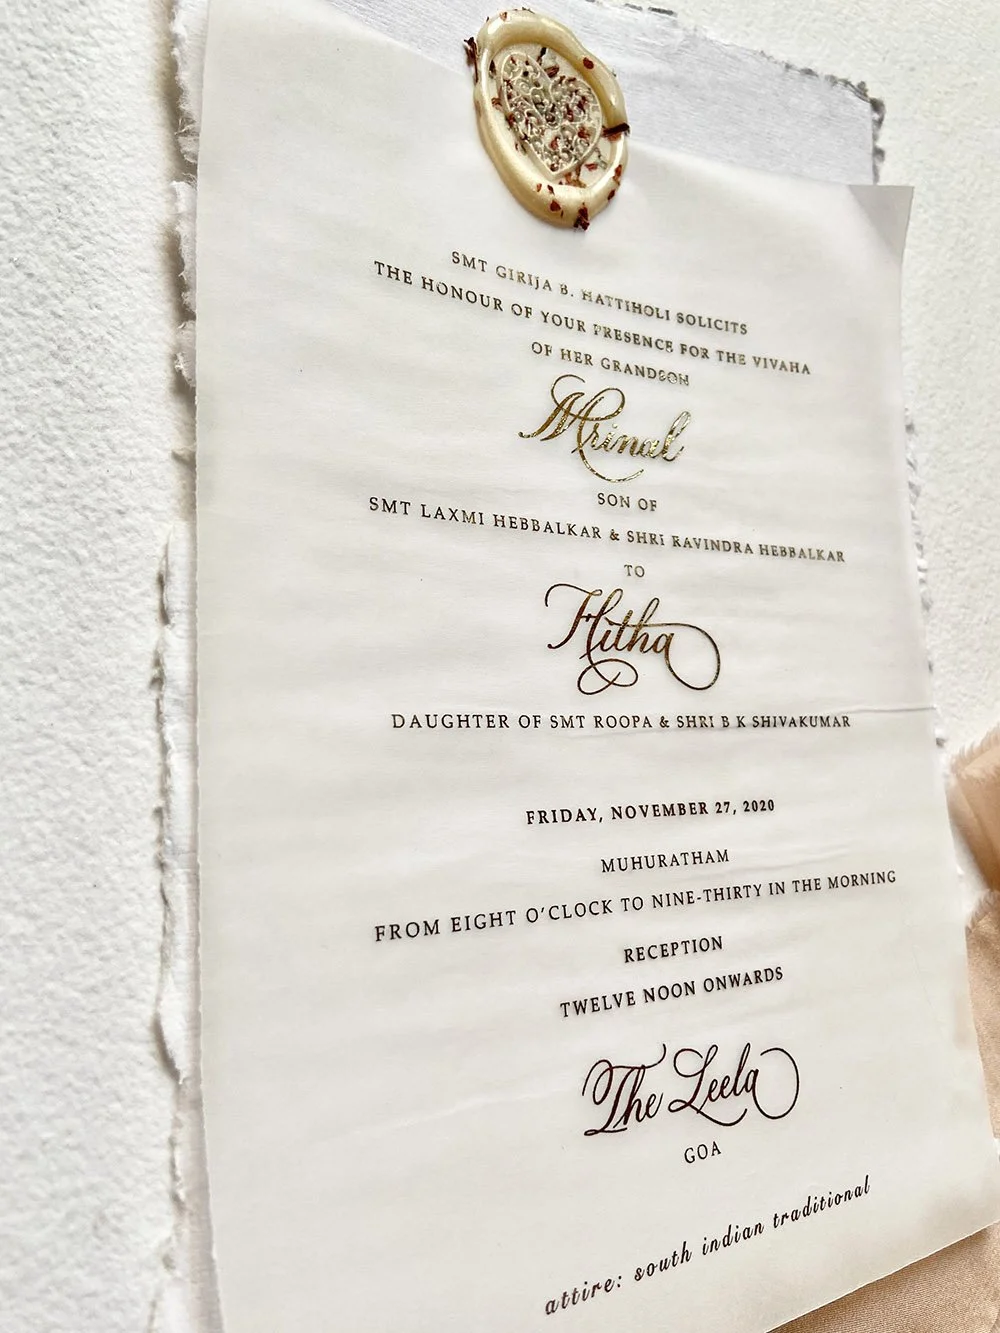 SMT GIRIJA B. HATTIHOLI SOLICITS
THE HONOUR OF YOUR PRESENCE FOR THE VIVAHA
OF HER GRANDSON
Mrinal
SON OF
SMT LAXMI HEBBALKAR & SHRI RAVINDRA HEBBALKAR
TO
Hitha
DAUGHTER OF SMT ROOPA & SHRI B K SHIVAKUMAR
FRIDAY, NOVEMBER 27, 2020
MUHURATHAM
FROM EIGHT O'CLOCK TO NINE-THIRTY IN THE MORNING
RECEPTION
TWELVE NOON ONWARDS
The Leela
GOA
attire: south indian traditional